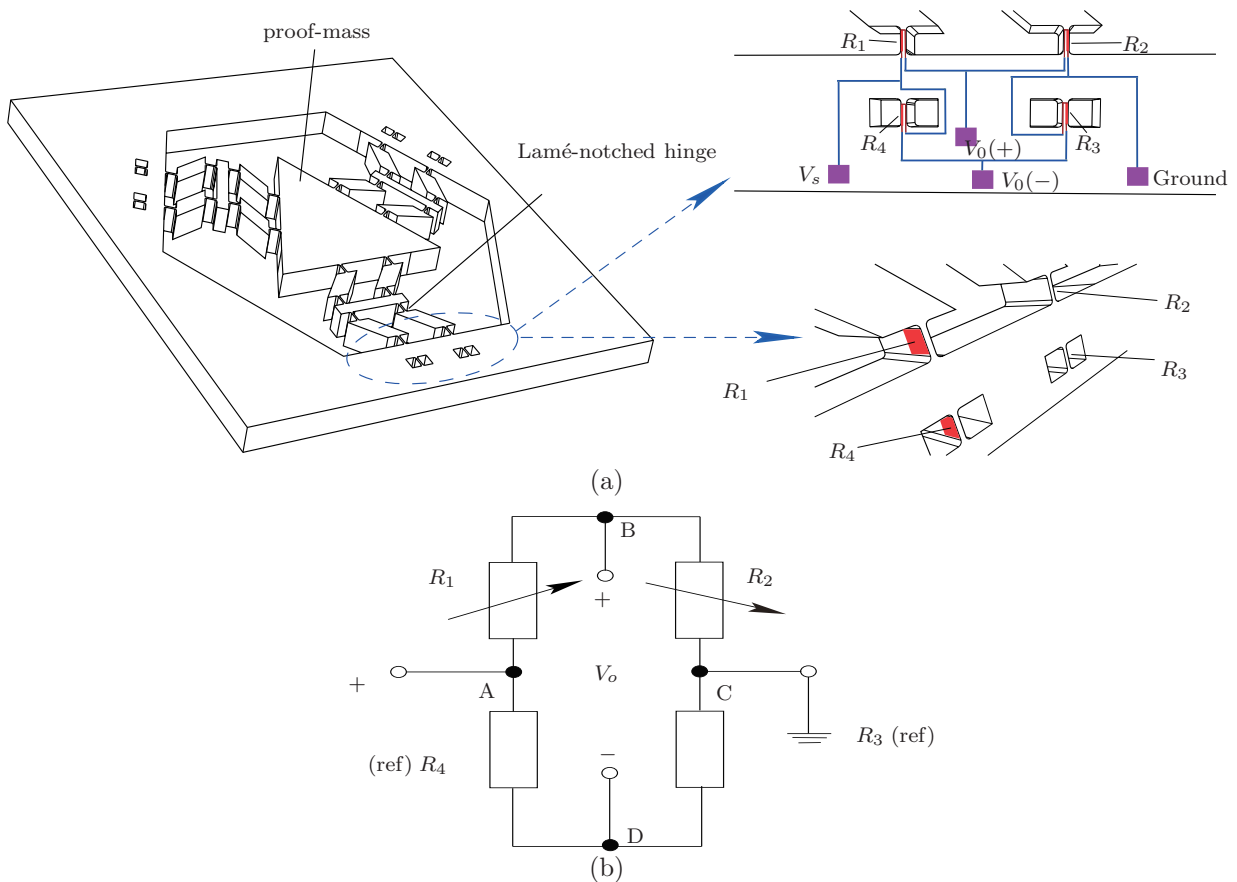 proof-mass
Lamé-notched hinge
R1
R2
R4
R3
V0(+)
Vs
V0(−)
Ground
R2
R3
R1
R4
(a)
B
R1
R2
+
+
A
Vo
C
(ref) R4
−
R3 (ref)
D
(b)